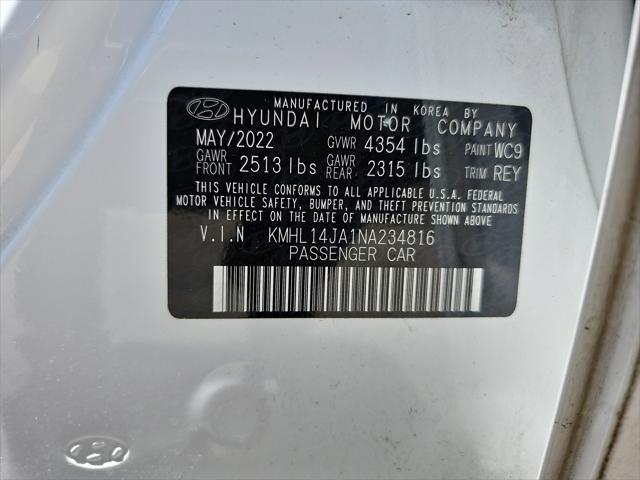 MANUFACTURED IN KOREA BY
HYUNDAI MOTOR COMPANY
MAY/2022 GVWR 4354 lbs PAINT WC9
GAWR FRONT 2513 lbs GAWR REAR 2315 lbs TRIM REY
THIS VEHICLE CONFORMS TO ALL APPLICABLE U.S.A. FEDERAL
MOTOR VEHICLE SAFETY, BUMPER, AND THEFT PREVENTION STANDARDS
IN EFFECT ON THE DATE OF MANUFACTURE SHOWN ABOVE
V.I.N KMHL14JA1NA234816
PASSENGER CAR